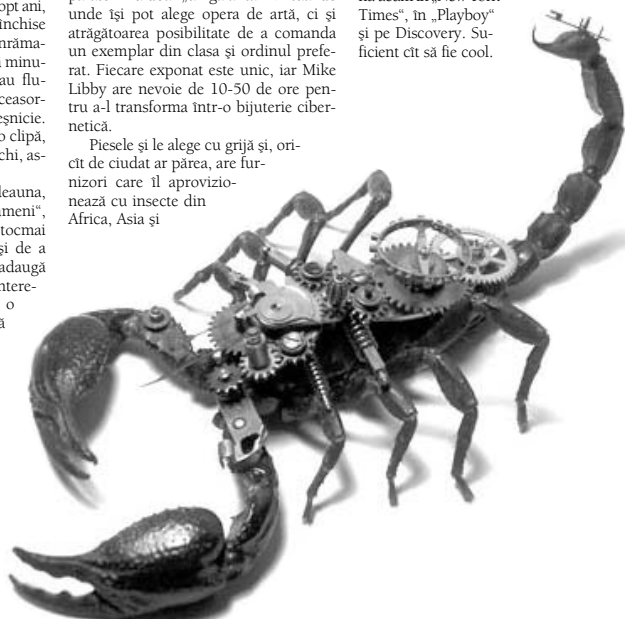 opt ani,
închise
nrăma-
minu-
au flu-
ceasor-
eşnicie.
o clipă,
chi, as-
deauna,
ameni“,
tocmai
şi de a
adaugă
ntere-
o
ă
unde îşi pot alege opera de artă, ci şi
atrăgătoarea posibilitate de a comanda
un exemplar din clasa şi ordinul prefe-
rat. Fiecare exponat este unic, iar Mike
Libby are nevoie de 10-50 de ore pen-
tru a-l transforma într-o bijuterie ciber-
netică.
Piesele şi le alege cu grijă şi, ori-
cît de ciudat ar părea, are fur-
nizori care îl aprovizio-
nează cu insecte din
Africa, Asia şi
Times“, în „Playboy“
şi pe Discovery. Su-
ficient cît să fie cool.